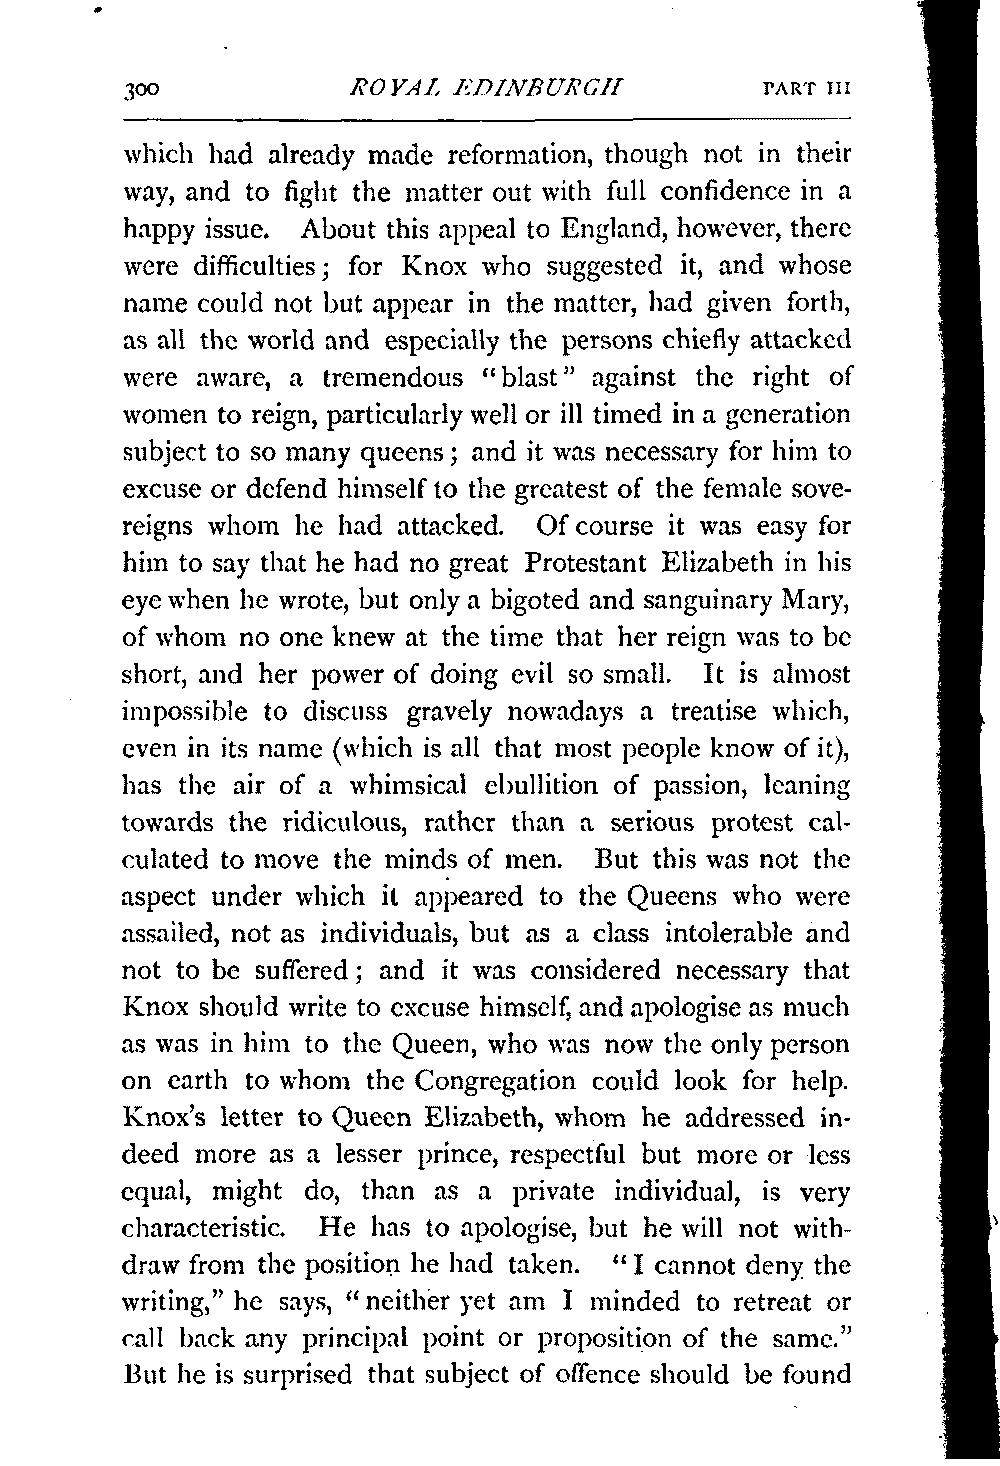 300 ROYAL EDINBURGH PART III
which had already made reformation, though not in their
way, and to fight the matter out with full confidence in a
happy issue. About this appeal to England, however, there
were difficulties; for Knox who suggested it, and whose
name could not but appear in the matter, had given forth,
as all the world and especially the persons chiefly attacked
were aware, a tremendous "blast" against the right of
women to reign, particularly well or ill timed in a generation
subject to so many queens; and it was necessary for him to
excuse or defend himself to the greatest of the female sove-
reigns whom he had attacked. Of course it was easy for
him to say that he had no great Protestant Elizabeth in his
eye when he wrote, but only a bigoted and sanguinary Mary,
of whom no one knew at the time that her reign was to be
short, and her power of doing evil so small. It is almost
impossible to discuss gravely nowadays a treatise which,
even in its name (which is all that most people know of it),
has the air of a whimsical ebullition of passion, leaning
towards the ridiculous, rather than a serious protest cal-
culated to move the minds of men. But this was not the
aspect under which it appeared to the Queens who were
assailed, not as individuals, but as a class intolerable and
not to be suffered; and it was considered necessary that
Knox should write to excuse himself, and apologise as much
as was in him to the Queen, who was now the only person
on earth to whom the Congregation could look for help.
Knox's letter to Queen Elizabeth, whom he addressed in-
deed more as a lesser prince, respectful but more or less
equal, might do, than as a private individual, is very
characteristic. He has to apologise, but he will not with-
draw from the position he had taken. "I cannot deny the
writing," he says, "neither yet am I minded to retreat or
call back any principal point or proposition of the same."
But he is surprised that subject of offence should be found